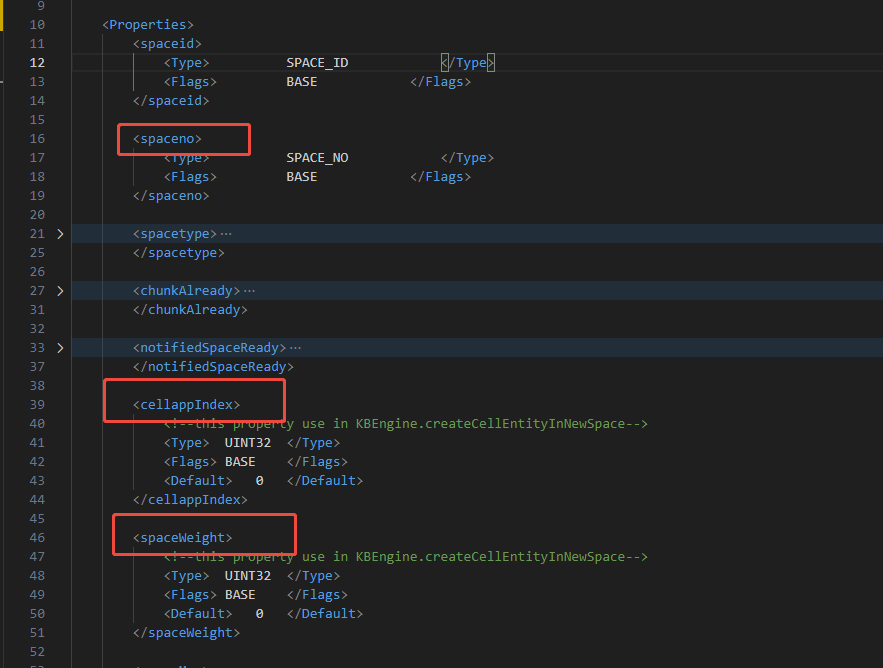 9
10 <Properties>
11 <spaceid>
12 <Type> SPACE_ID </Type>
13 <Flags> BASE </Flags>
14 </spaceid>
15
16 <spaceno>
17 <Type> SPACE_NO </Type>
18 <Flags> BASE </Flags>
19 </spaceno>
20
21 <spacetype>···
25 </spacetype>
26
27 <chunkAlready>···
31 </chunkAlready>
32
33 <notifiedSpaceReady>···
37 </notifiedSpaceReady>
38
39 <cellappIndex>
40 <!--this property use in KBEngine.createCellEntityInNewSpace-->
41 <Type> UINT32 </Type>
42 <Flags> BASE </Flags>
43 <Default> 0 </Default>
44 </cellappIndex>
45
46 <spaceWeight>
47 <!--this property use in KBEngine.createCellEntityInNewSpace-->
48 <Type> UINT32 </Type>
49 <Flags> BASE </Flags>
50 <Default> 0 </Default>
51 </spaceWeight>
52